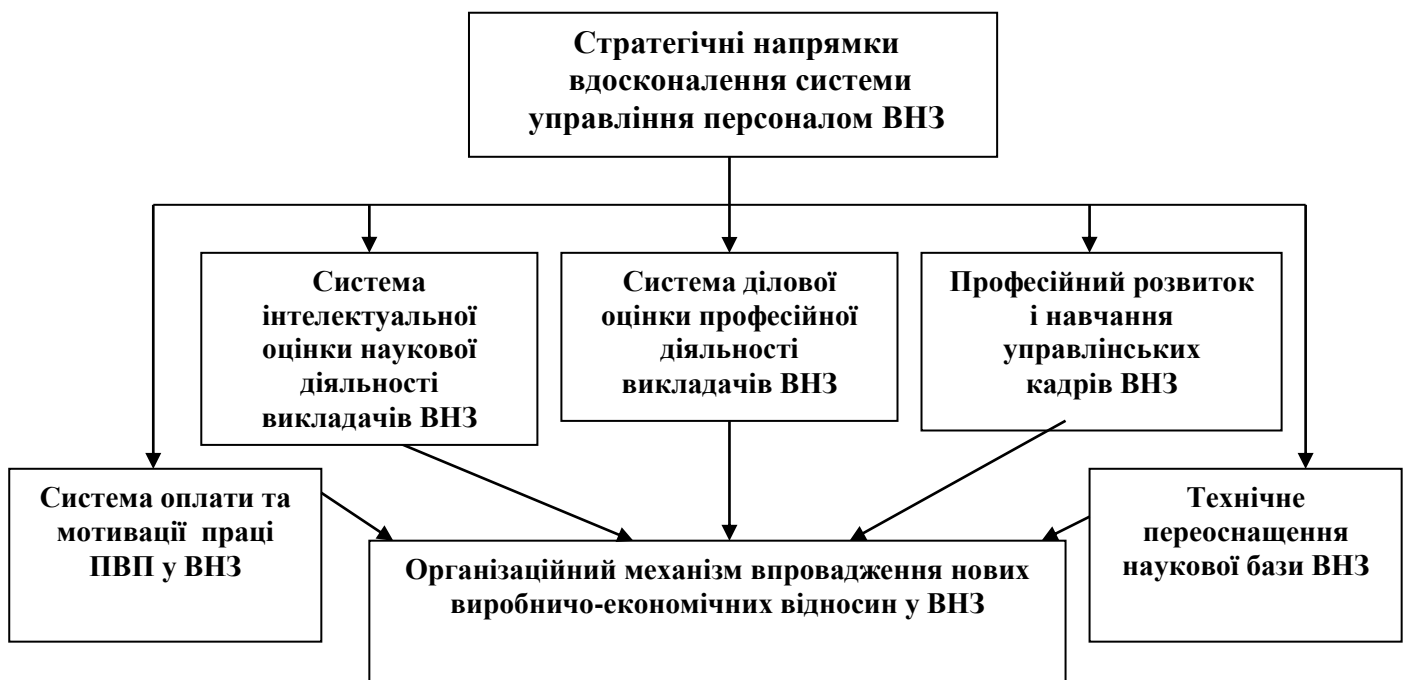 Стратегічні напрямки
вдосконалення системи
управління персоналом ВНЗ
Система
інтелектуальної
оцінки наукової
діяльності
викладачів ВНЗ
Система ділової
оцінки професійної
діяльності
викладачів ВНЗ
Професійний розвиток
і навчання
управлінських
кадрів ВНЗ
Система оплати та
мотивації праці
ПВП у ВНЗ
Організаційний механізм впровадження нових
виробничо-економічних відносин у ВНЗ
Технічне
переоснащення
наукової бази ВНЗ